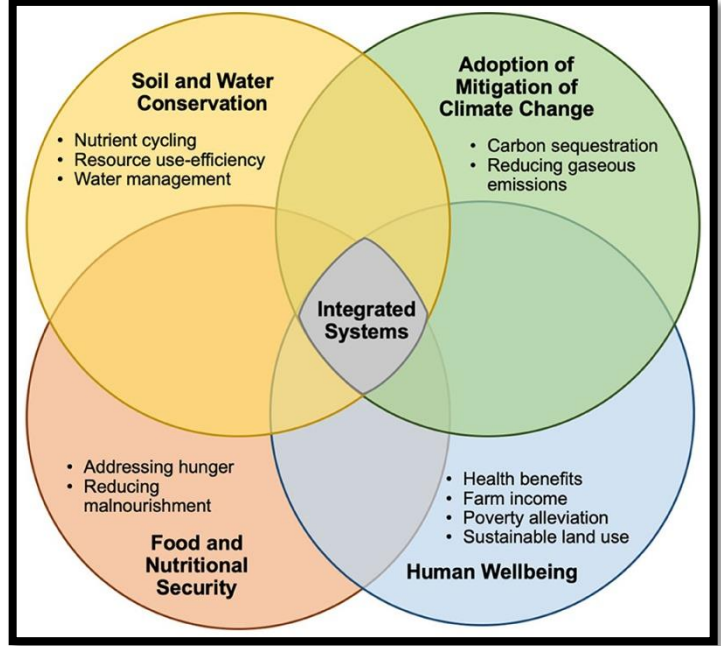 Soil and Water
Conservation
• Nutrient cycling
• Resource use-efficiency
• Water management
Adoption of
Mitigation of
Climate Change
• Carbon sequestration
• Reducing gaseous
emissions
Integrated
Systems
• Addressing hunger
• Reducing
malnourishment
Food and
Nutritional
Security
• Health benefits
• Farm income
• Poverty alleviation
• Sustainable land use
Human Wellbeing